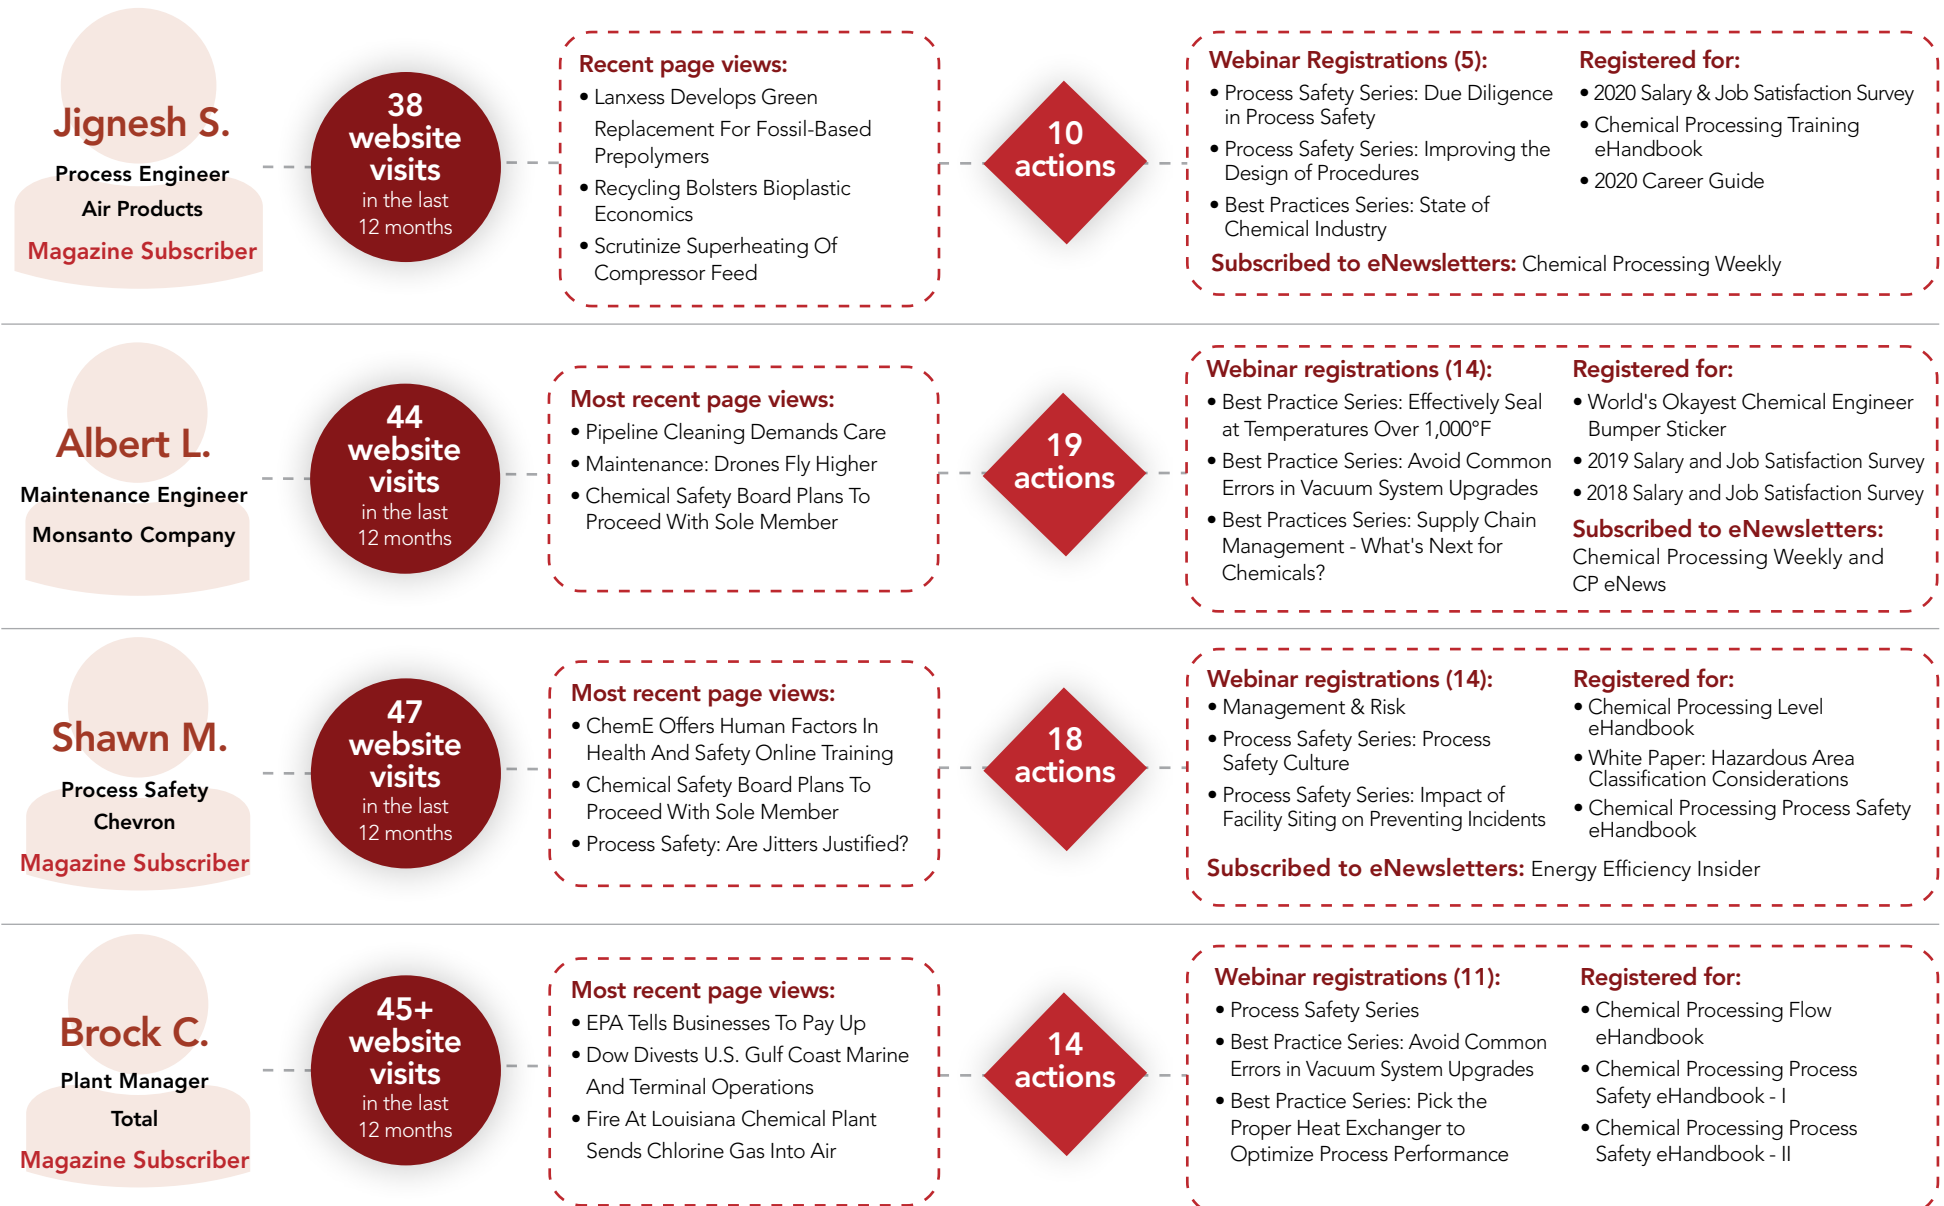 Jignesh S.
Process Engineer
Air Products
Magazine Subscriber
38
website
visits
in the last
12 months
Recent page views:
• Lanxess Develops Green
Replacement For Fossil-Based
Prepolymers
• Recycling Bolsters Bioplastic
Economics
• Scrutinize Superheating Of
Compressor Feed
10
actions
Webinar Registrations (5):
• Process Safety Series: Due Diligence
in Process Safety
• Process Safety Series: Improving the
Design of Procedures
• Best Practices Series: State of
Chemical Industry
Registered for:
• 2020 Salary & Job Satisfaction Survey
• Chemical Processing Training
eHandbook
• 2020 Career Guide
Subscribed to eNewsletters: Chemical Processing Weekly
Albert L.
Maintenance Engineer
Monsanto Company
44
website
visits
in the last
12 months
Most recent page views:
• Pipeline Cleaning Demands Care
• Maintenance: Drones Fly Higher
• Chemical Safety Board Plans To
Proceed With Sole Member
19
actions
Webinar registrations (14):
• Best Practice Series: Effectively Seal
at Temperatures Over 1,000°F
• Best Practice Series: Avoid Common
Errors in Vacuum System Upgrades
• Best Practices Series: Supply Chain
Management - What's Next for
Chemicals?
Registered for:
• World's Okayest Chemical Engineer
Bumper Sticker
• 2019 Salary and Job Satisfaction Survey
• 2018 Salary and Job Satisfaction Survey
Subscribed to eNewsletters:
Chemical Processing Weekly and
CP eNews
Shawn M.
Process Safety
Chevron
Magazine Subscriber
47
website
visits
in the last
12 months
Most recent page views:
• ChemE Offers Human Factors In
Health And Safety Online Training
• Chemical Safety Board Plans To
Proceed With Sole Member
• Process Safety: Are Jitters Justified?
18
actions
Webinar registrations (14):
• Management & Risk
• Process Safety Series: Process
Safety Culture
• Process Safety Series: Impact of
Facility Siting on Preventing Incidents
Registered for:
• Chemical Processing Level
eHandbook
• White Paper: Hazardous Area
Classification Considerations
• Chemical Processing Process Safety
eHandbook
Subscribed to eNewsletters: Energy Efficiency Insider
Brock C.
Plant Manager
Total
Magazine Subscriber
45+
website
visits
in the last
12 months
Most recent page views:
• EPA Tells Businesses To Pay Up
• Dow Divests U.S. Gulf Coast Marine
And Terminal Operations
• Fire At Louisiana Chemical Plant
Sends Chlorine Gas Into Air
14
actions
Webinar registrations (11):
• Process Safety Series
• Best Practice Series: Avoid Common
Errors in Vacuum System Upgrades
• Best Practice Series: Pick the
Proper Heat Exchanger to
Optimize Process Performance
Registered for:
• Chemical Processing Flow
eHandbook
• Chemical Processing Process
Safety eHandbook - I
• Chemical Processing Process
Safety eHandbook - II